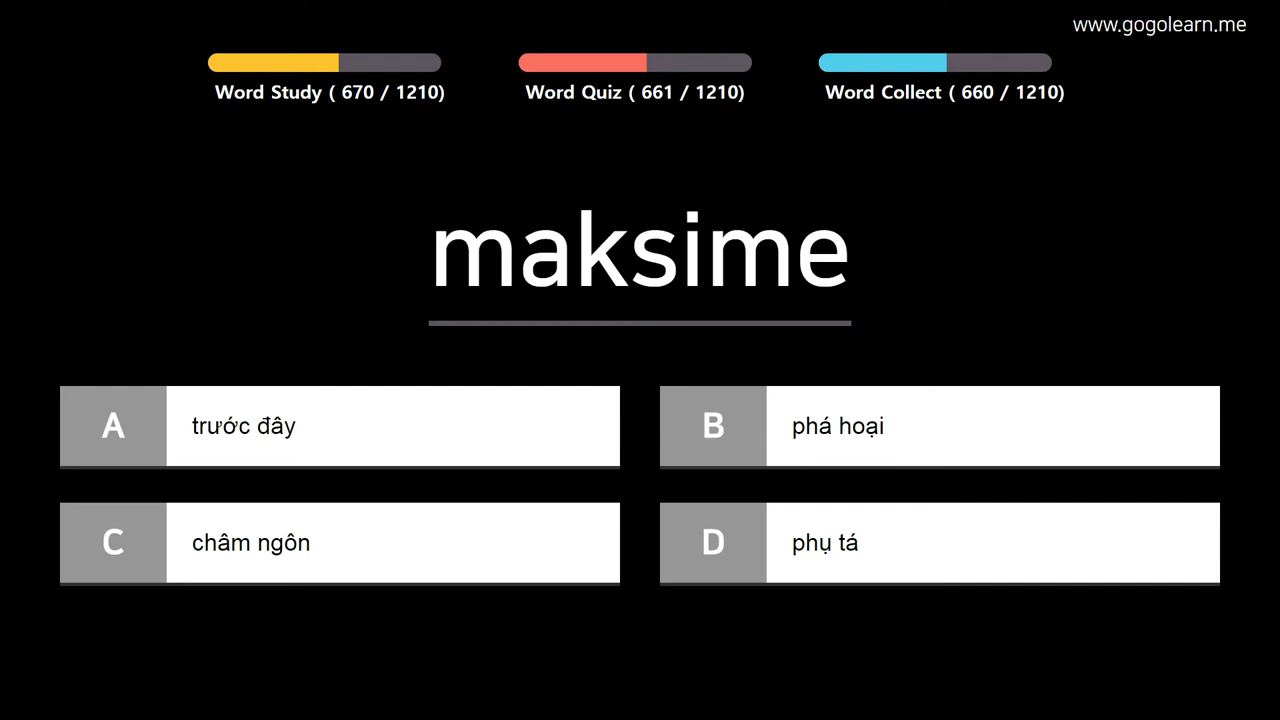 www.gogolearn.me
Word Study ( 670 / 1210)
Word Quiz ( 661 / 1210)
Word Collect ( 660 / 1210)
maksime
A trước đây
B phá hoại
C châm ngôn
D phụ tá